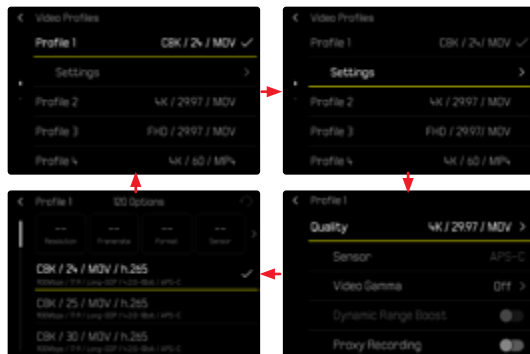 Video Profiles
Profile 1 C8K / 24 / MOV
Settings
Profile 2 4K / 29.97 / MOV
Profile 3 FHD / 29.97 / MOV
Profile 4 4K / 60 / MP4
Video Profiles
Profile 1 C8K / 24 / MOV
Settings
Profile 2 4K / 29.97 / MOV
Profile 3 FHD / 29.97/ MOV
Profile 4 4K / 60 / MP4
Profile 1 120 Options
-- -- -- --
Resolution Framerate Format Sensor
C8K / 24 / MOV / h.265
C8K / 25 / MOV / h.265
C8K / 30 / MOV / h.265
Profile 1
Quality 4K / 29.97 / MOV
Sensor APS-C
Video Gamma Off
Dynamic Range Boost
Proxy Recording